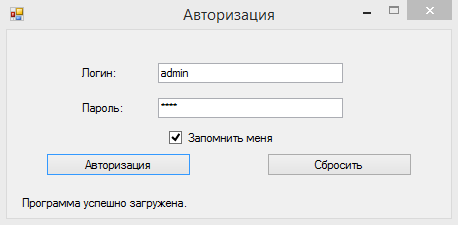 Авторизация
Логин: admin
Пароль: ****
Запомнить меня
Авторизация Сбросить
Программа успешно загружена.